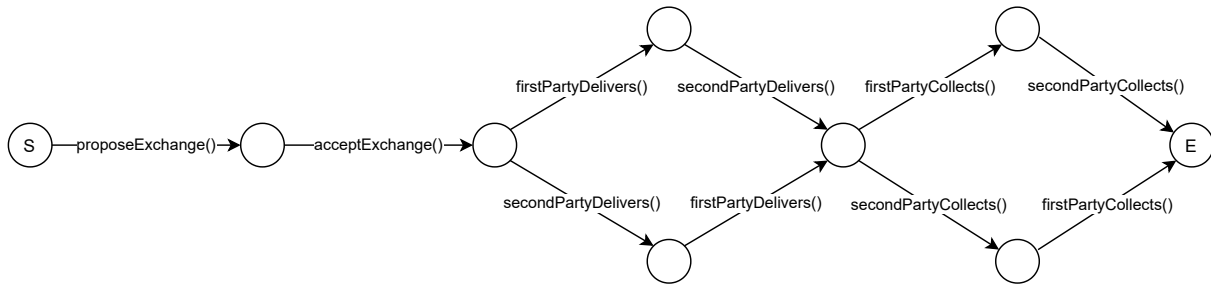 firstPartyDelivers()
secondPartyDelivers()
firstPartyCollects()
secondPartyCollects()
S
proposeExchange()
acceptExchange()
E
secondPartyDelivers()
firstPartyDelivers()
secondPartyCollects()
firstPartyCollects()